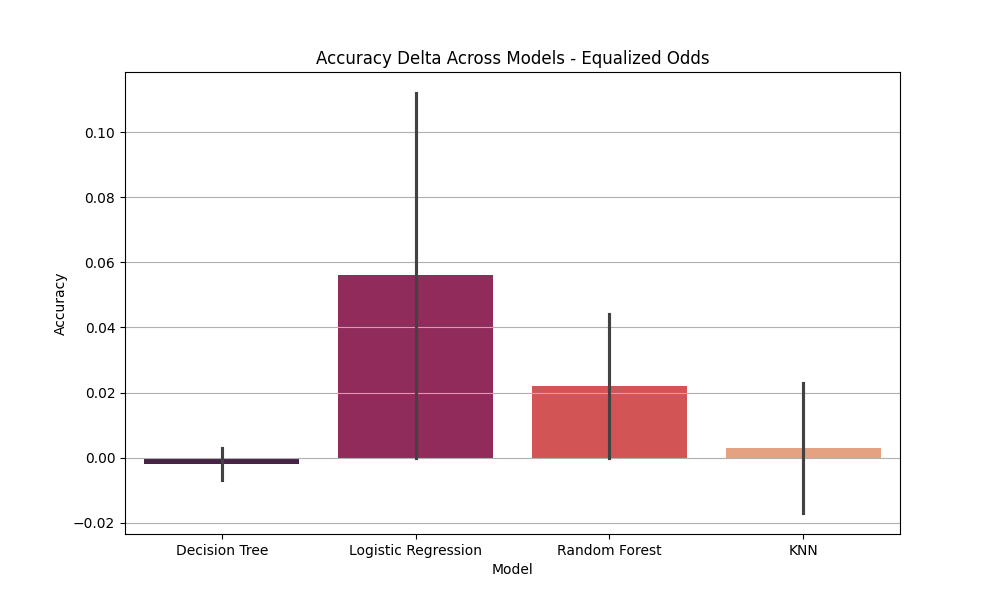 Accuracy Delta Across Models - Equalized Odds
0.10
0.08
0.06
0.04
0.02
0.00
−0.02
Accuracy
Decision Tree
Logistic Regression
Random Forest
KNN
Model